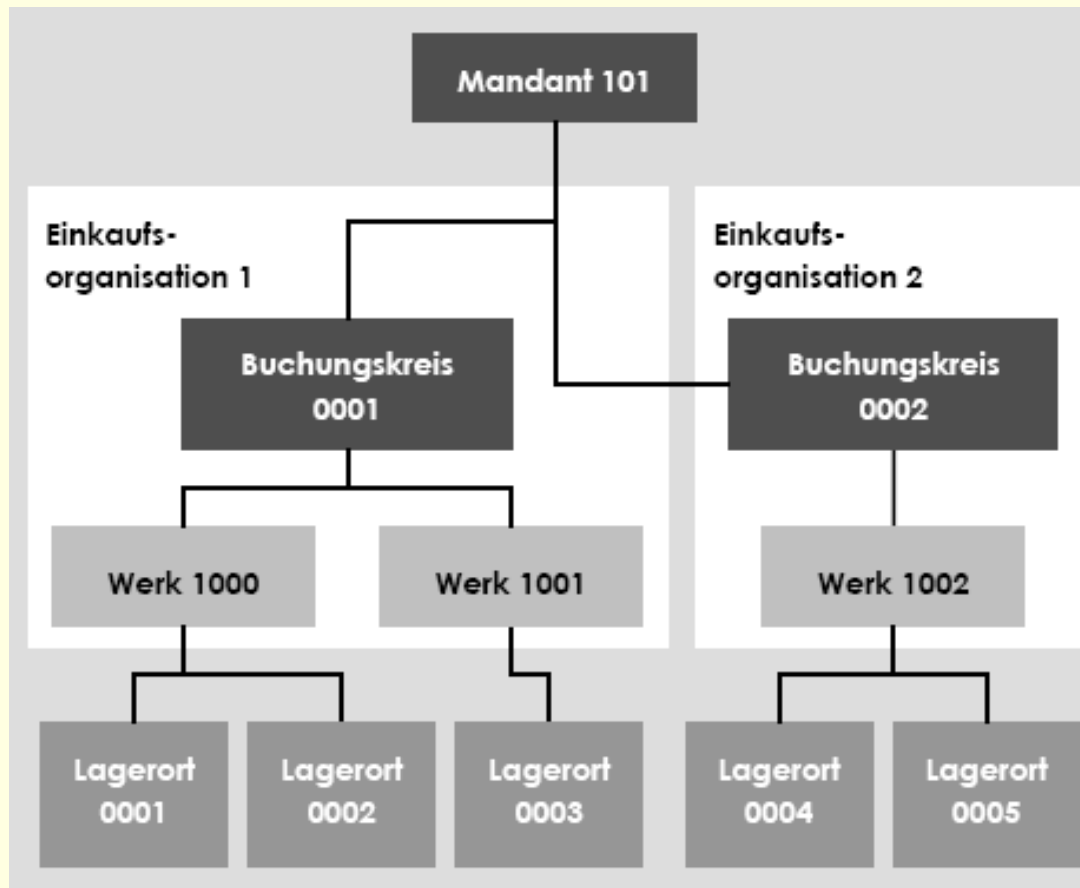 Mandant 101
Einkaufs-
organisation 1
Einkaufs-
organisation 2
Buchungskreis
0001
Buchungskreis
0002
Werk 1000
Werk 1001
Werk 1002
Lagerort
0001
Lagerort
0002
Lagerort
0003
Lagerort
0004
Lagerort
0005